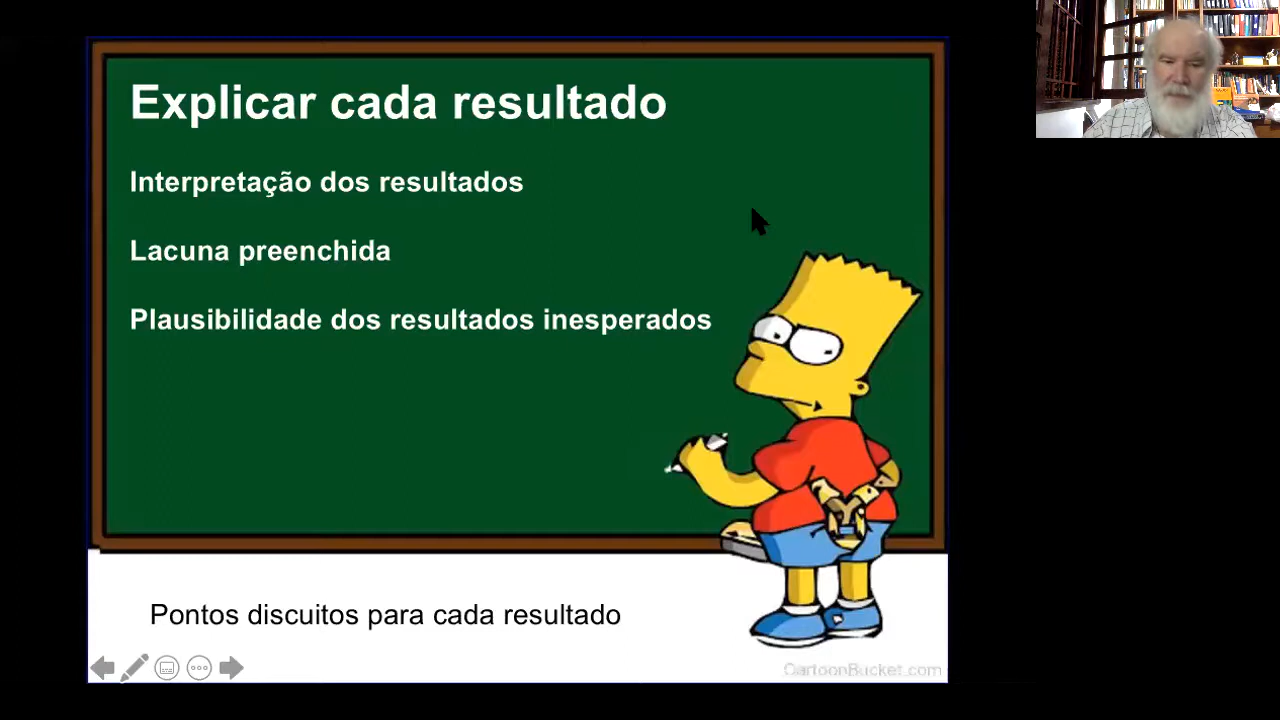 Explicar cada resultado
Interpretação dos resultados
Lacuna preenchida
Plausibilidade dos resultados inesperados
Pontos discuitos para cada resultado
CartoonBucket.com